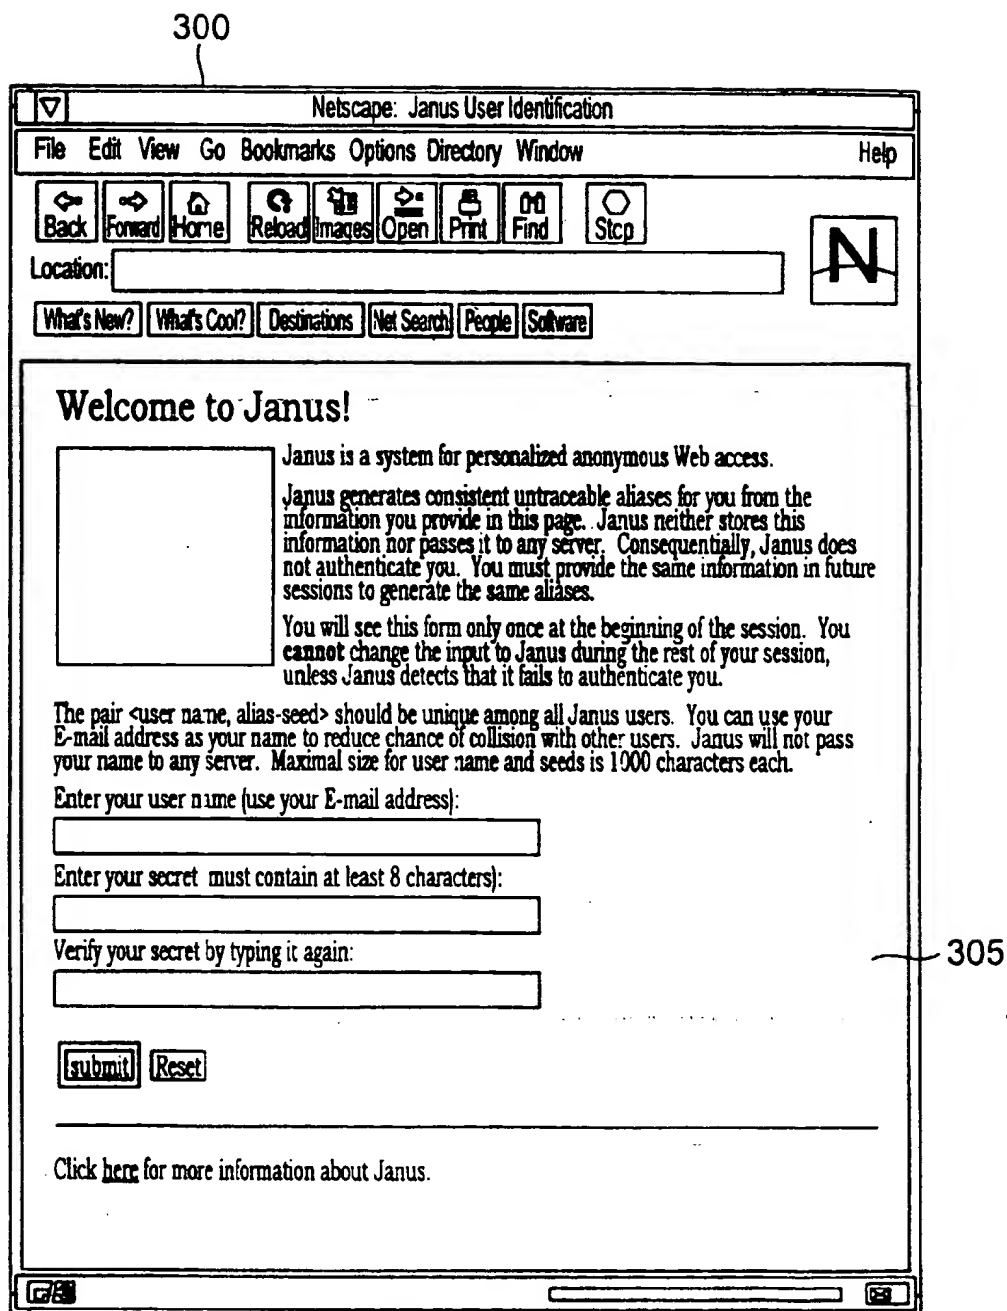 300
Netscape: Janus User Identification
File Edit View Go Bookmarks Options Directory Window Help
Back Forward Home Reload Images Open Print Find Stop
N
Location:
What's New? What's Cool? Destinations Net Search People Software
Welcome to Janus!
Janus is a system for personalized anonymous Web access.
Janus generates consistent untraceable aliases for you from the
information you provide in this page. Janus neither stores this
information nor passes it to any server. Consequentially, Janus does
not authenticate you. You must provide the same information in future
sessions to generate the same aliases.
You will see this form only once at the beginning of the session. You
cannot change the input to Janus during the rest of your session,
unless Janus detects that it fails to authenticate you.
The pair <user name, alias-seed> should be unique among all Janus users. You can use your
E-mail address as your name to reduce chance of collision with other users. Janus will not pass
your name to any server. Maximal size for user name and seeds is 1000 characters each.
Enter your user name (use your E-mail address):
Enter your secret must contain at least 8 characters):
Verify your secret by typing it again:
305
submit Reset
Click here for more information about Janus.